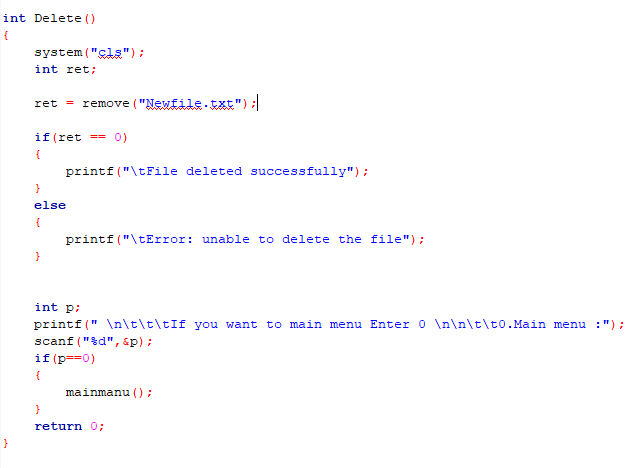 int Delete()
{
system("cls");
int ret;
ret = remove("Newfile.txt");
if(ret == 0)
{
printf("\tFile deleted successfully");
}
else
{
printf("\tError: unable to delete the file");
}
int p;
printf(" \n\t\t\tIf you want to main menu Enter 0 \n\n\t\t0.Main menu :");
scanf("%d",&p);
if(p==0)
{
mainmanu();
}
return 0;
}